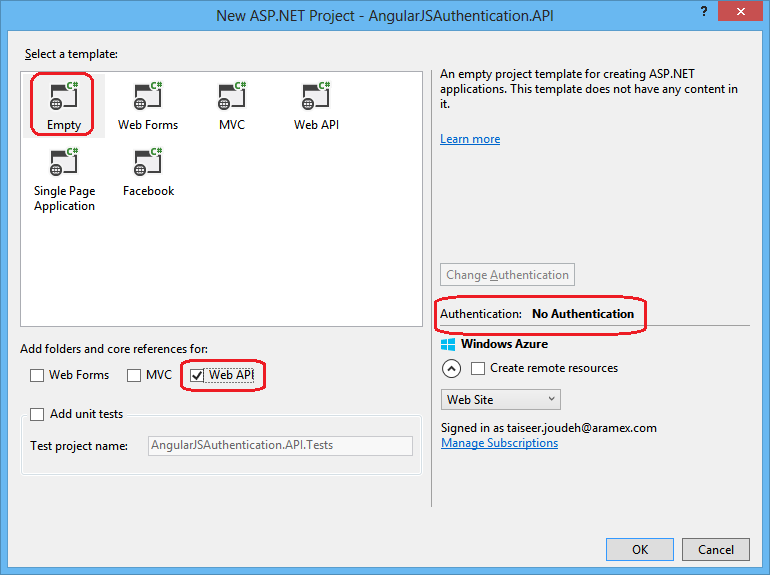 New ASP.NET Project - AngularJSAuthentication.API
?
Select a template:
C#
Empty
C#
Web Forms
C#
MVC
C#
Web API
C#
Single Page
Application
C#
Facebook
An empty project template for creating ASP.NET
applications. This template does not have any content in
it.
Learn more
Change Authentication
Authentication: No Authentication
Windows Azure
Create remote resources
Web Site
Signed in as taiseer.joudeh@aramex.com
Manage Subscriptions
Add folders and core references for:
Web Forms
MVC
Web API
Add unit tests
Test project name:
AngularJSAuthentication.API.Tests
OK
Cancel